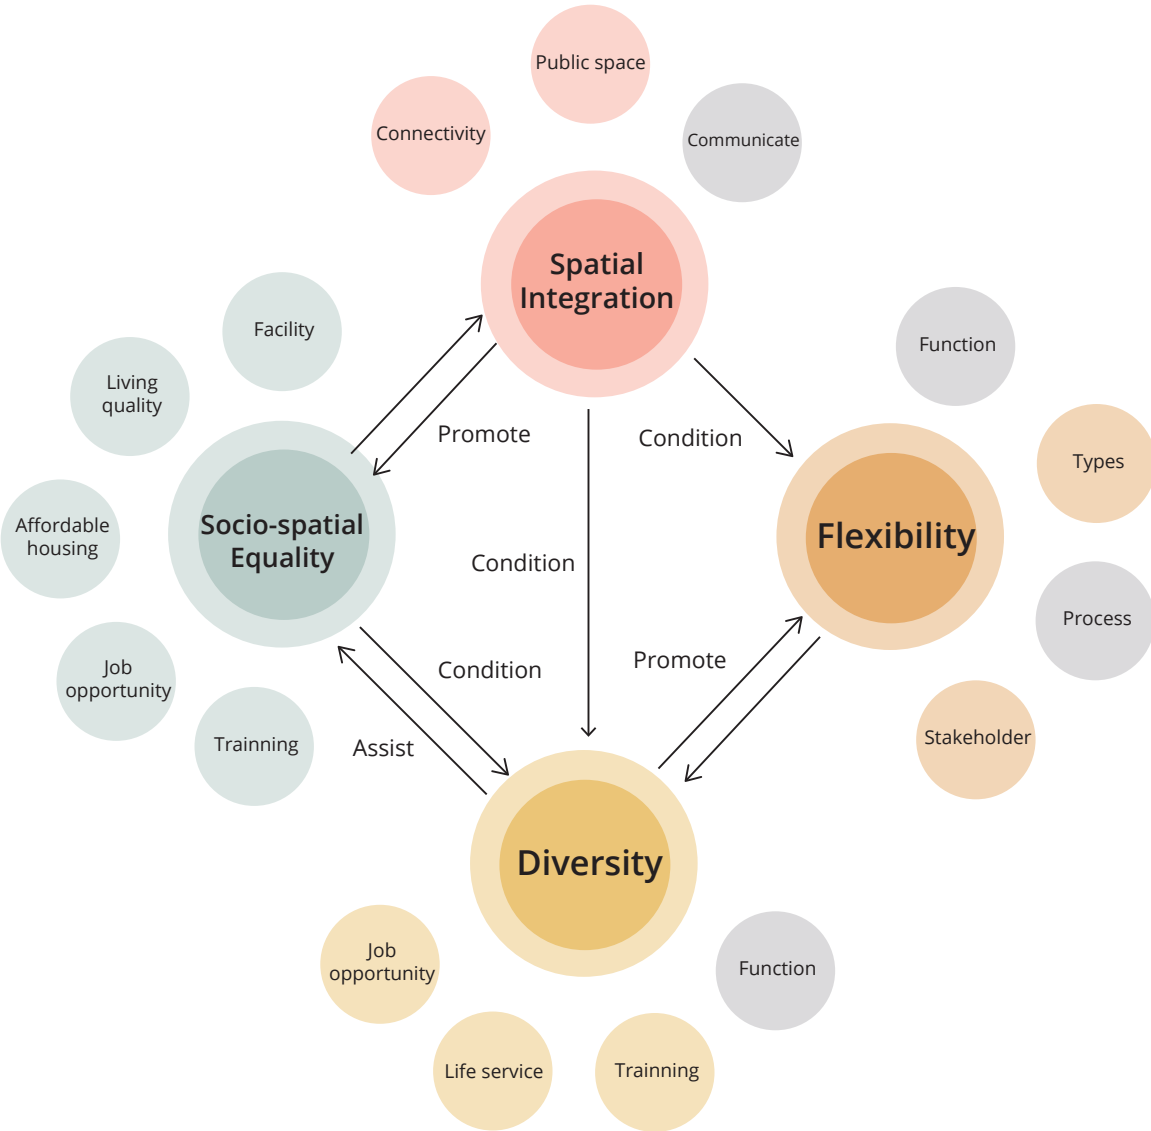 Public space
Connectivity
Communicate
Spatial
Integration
Facility
Function
Living
quality
Promote
Condition
Types
Affordable
housing
Socio-spatial
Equality
Flexibility
Condition
Process
Job
opportunity
Condition
Promote
Trainning
Assist
Stakeholder
Diversity
Job
opportunity
Function
Life service
Trainning